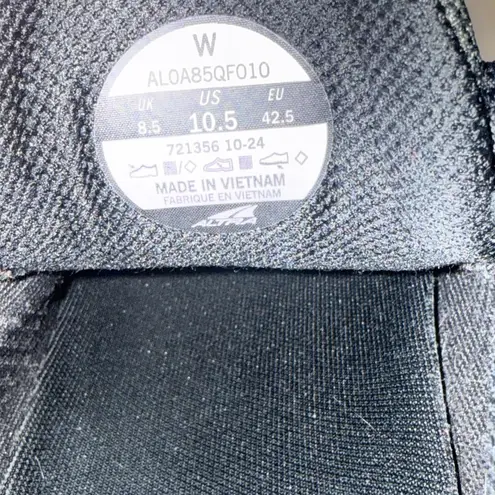 W
AL0A85QF010
UK US EU
8.5 10.5 42.5
721356 10-24
MADE IN VIETNAM
FABRIQUE EN VIETNAM
ALTRA